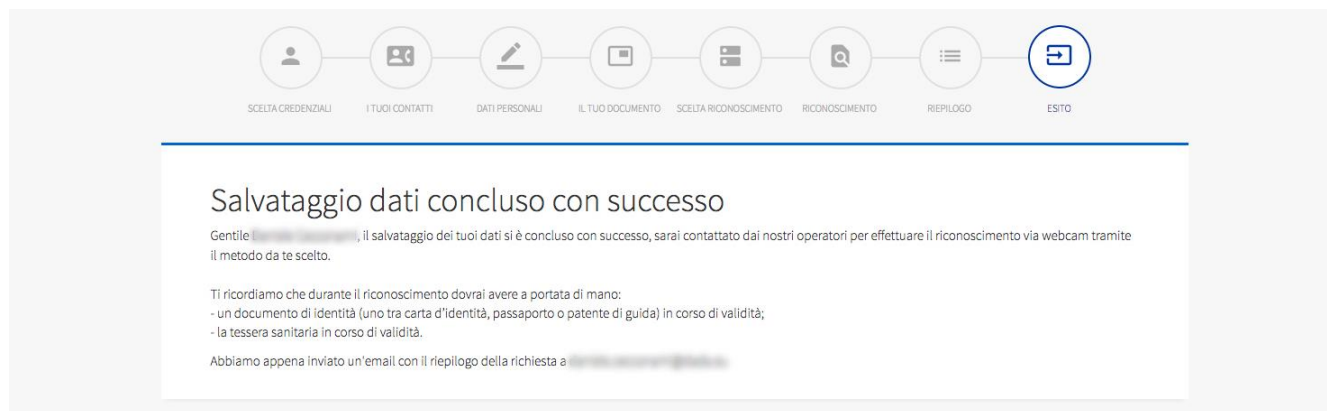 SCELTA CREDENZIALI I TUOI CONTATTI DATI PERSONALI IL TUO DOCUMENTO SCELTA RICONOSCIMENTO RICONOSCIMENTO RIEPILOGO ESITO
Salvataggio dati concluso con successo
Gentile , il salvataggio dei tuoi dati si è concluso con successo, sarai contattato dai nostri operatori per effettuare il riconoscimento via webcam tramite
il metodo da te scelto.
Ti ricordiamo che durante il riconoscimento dovrai avere a portata di mano:
- un documento di identità (uno tra carta d'identità, passaporto o patente di guida) in corso di validità;
- la tessera sanitaria in corso di validità.
Abbiamo appena inviato un'email con il riepilogo della richiesta a